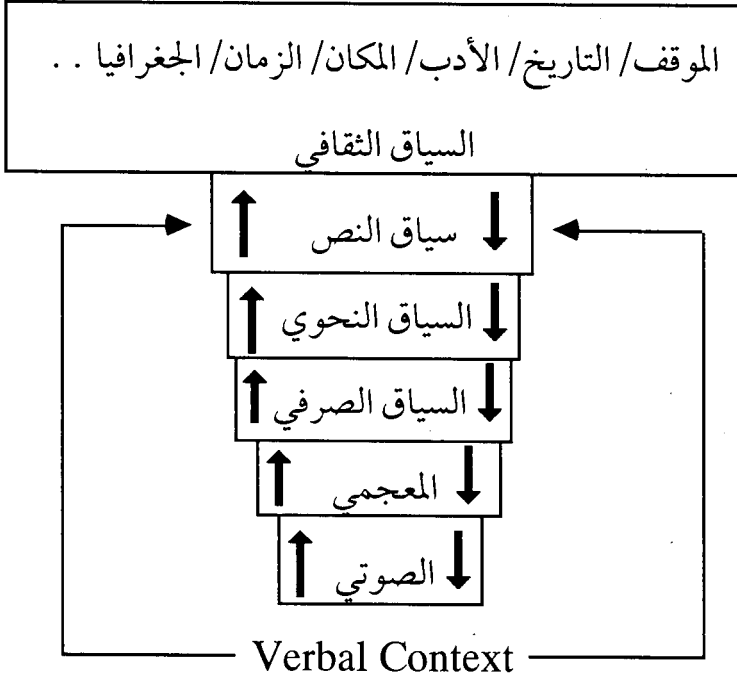 الموقف/ التاريخ/ الأدب/ المكان/ الزمان/ الجغرافيا . .
السياق الثقافي
سياق النص
السياق النحوي
السياق الصرفي
المعجمي
الصوتي
Verbal Context